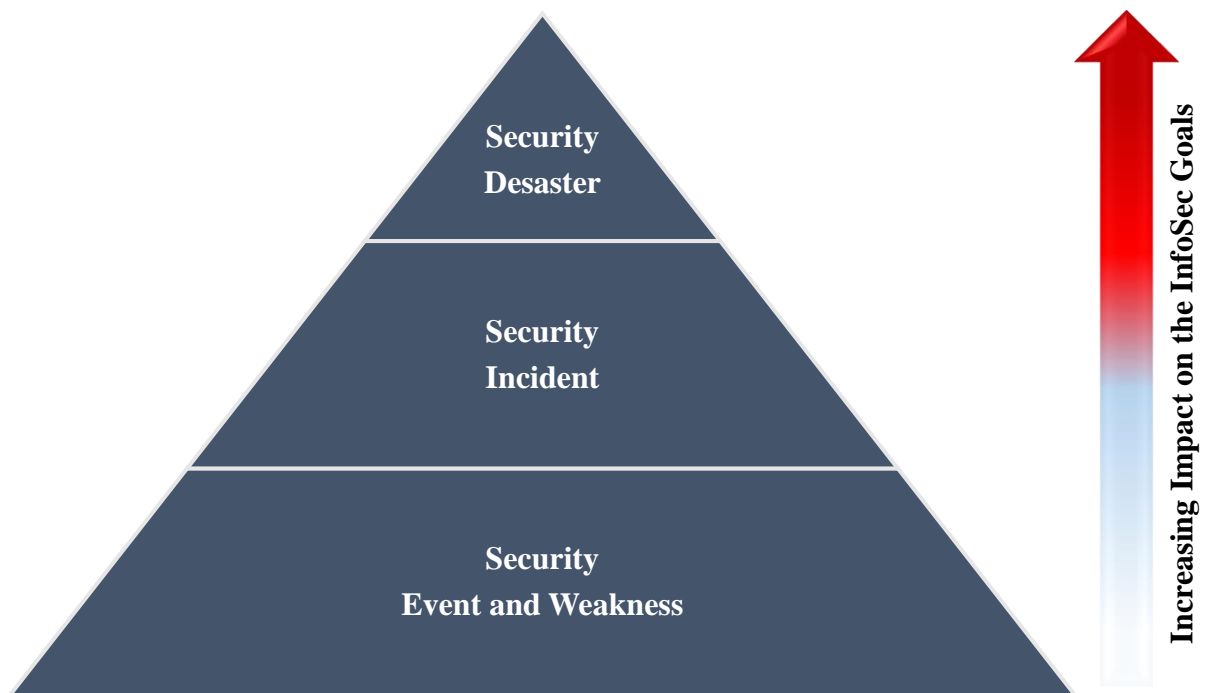 Security
Desaster
Security
Incident
Security
Event and Weakness
Increasing Impact on the InfoSec Goals